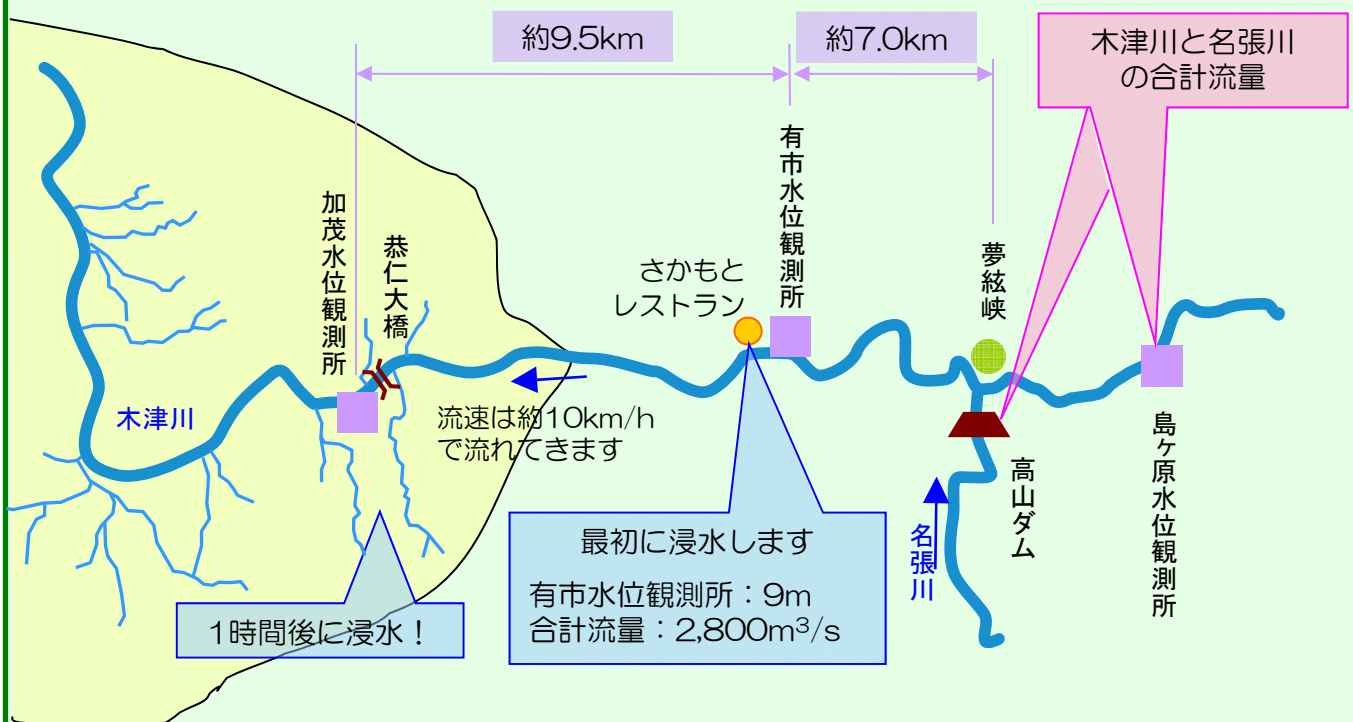 約9.5km
約7.0km
木津川と名張川
の合計流量
有市水位観測所
加茂水位観測所
恭仁大橋
さかもと
レストラン
夢絃峡
木津川
流速は約10km/h
で流れてきます
島ヶ原水位観測所
高山ダム
名張川
最初に浸水します
有市水位観測所：9m
合計流量：2,800m³/s
1時間後に浸水！